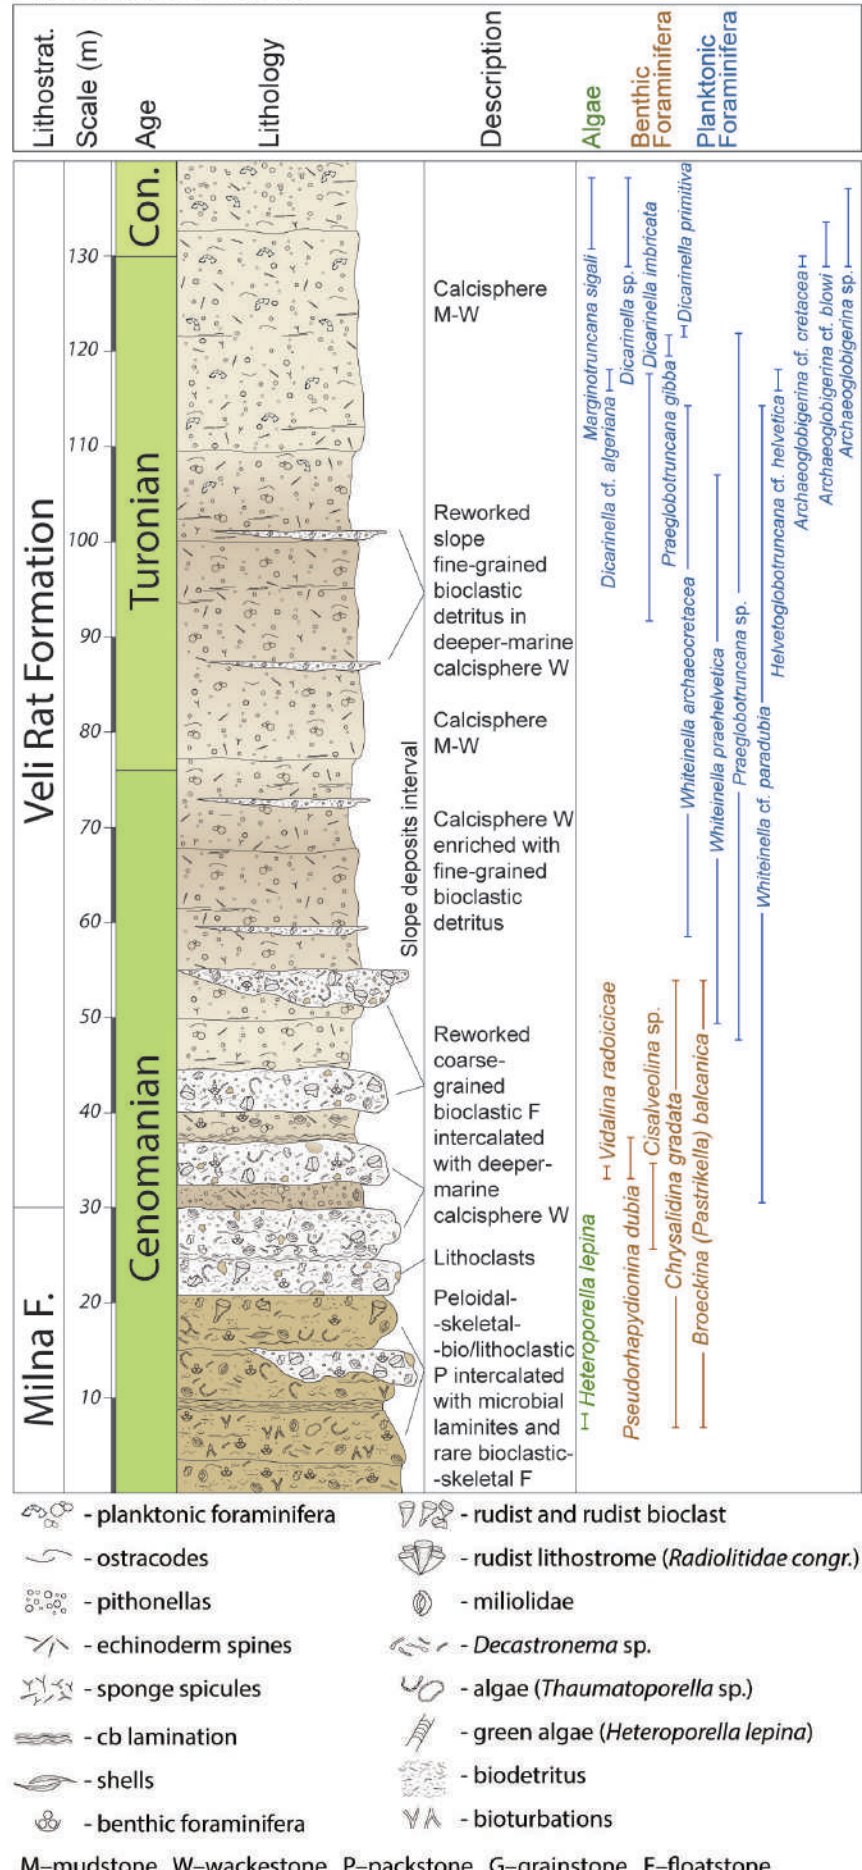 Lithostrat.
Scale (m)
Age
Lithology
Description
Algae
Benthic
Foraminifera
Planktonic
Foraminifera
Veli Rat Formation
Milna F.
130
120
110
100
90
80
70
60
50
40
30
20
10
Con.
Turonian
Cenomanian
Slope deposits interval
Calcisphere
M-W
Reworked
slope
fine-grained
bioclastic
detritus in
deeper-marine
calcisphere W
Calcisphere
M-W
Calcisphere W
enriched with
fine-grained
bioclastic
detritus
Reworked
coarse-
grained
bioclastic F
intercalated
with deeper-
marine
calcisphere W
Lithoclasts
Peloidal-
-skeletal-
-bio/lithoclastic
P intercalated
with microbial
laminites and
rare bioclastic-
-skeletal F
Heteroporella lepina
Vidalina radoicicae
Pseudorhapydionina dubia
Cisalveolina sp.
Chrysalidina gradata
Broeckina (Pastrikella) balcanica
Marginotruncana sigali
Dicarinella cf. algeriana
Dicarinella sp.
Dicarinella imbricata
Praeglobotruncana gibba
Dicarinella primitiva
Whiteinella archaeocretacea
Whiteinella praehelvetica
Praeglobotruncana sp.
Whiteinella cf. paradubia
Helvetoglobotruncana cf. helvetica
Archaeoglobigerina cf. cretacea
Archaeoglobigerina cf. blowi
Archaeoglobigerina sp.
- planktonic foraminifera
- ostracodes
- pithonellas
- echinoderm spines
- sponge spicules
- cb lamination
- shells
- benthic foraminifera
- rudist and rudist bioclast
- rudist lithostrome (Radiolitidae congr.)
- miliolidae
- Decastronema sp.
- algae (Thaumatoporella sp.)
- green algae (Heteroporella lepina)
- biodetritus
- bioturbations
M–mudstone W–wackestone P–packstone G–grainstone F–floatstone